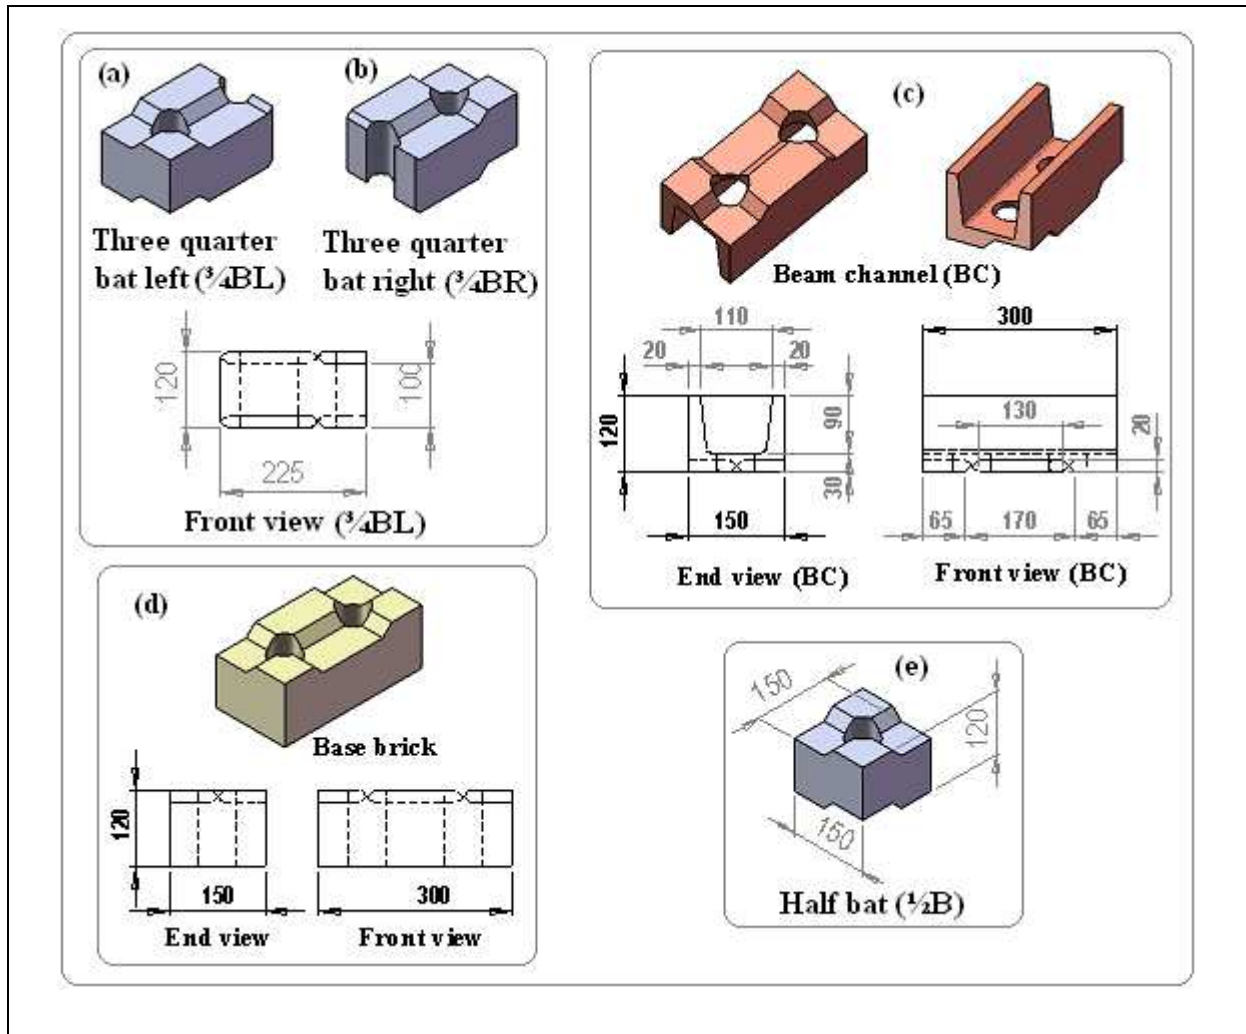 (a)
(b)
Three quarter
bat left (¾BL)
Three quarter
bat right (¾BR)
120
100
225
Front view (¾BL)
(c)
Beam channel (BC)
110
20
20
120
90
30
150
End view (BC)
300
130
20
65
170
65
Front view (BC)
(d)
Base brick
120
150
End view
300
Front view
(e)
150
120
150
Half bat (½B)